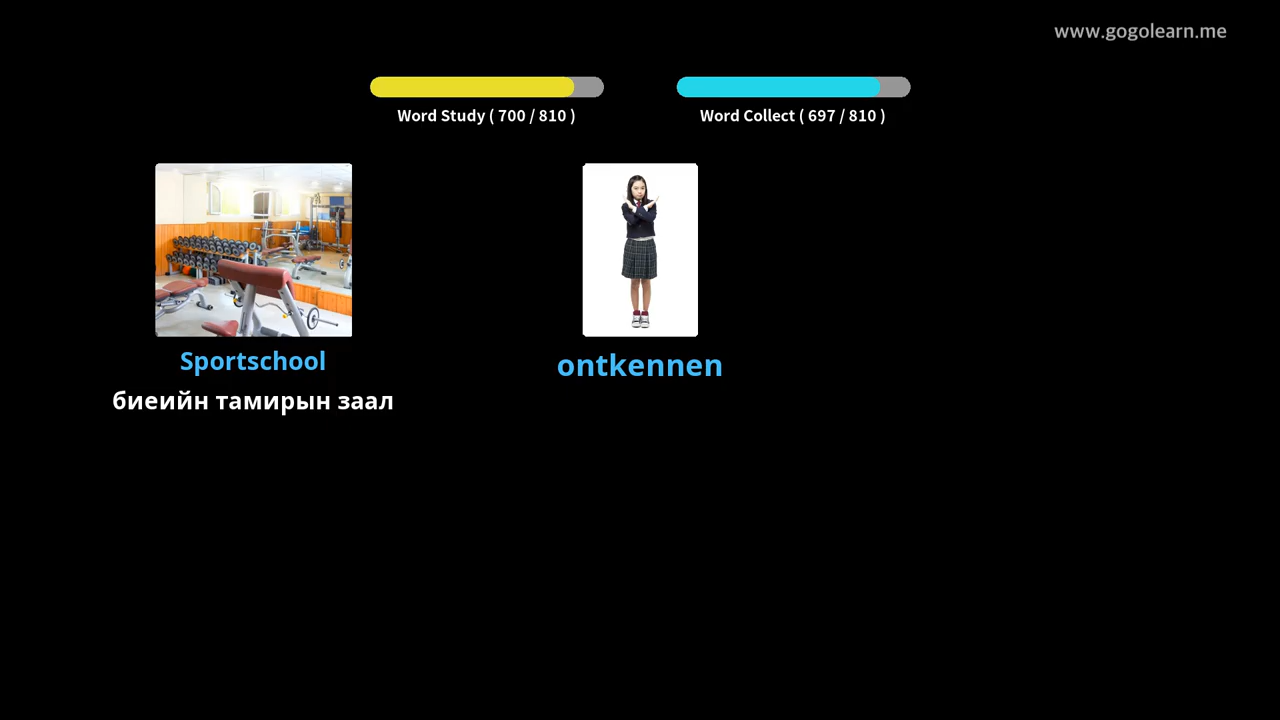 www.gogolearn.me
Word Study ( 700 / 810 )
Word Collect ( 697 / 810 )
Sportschool
биеийн тамирын заал
ontkennen